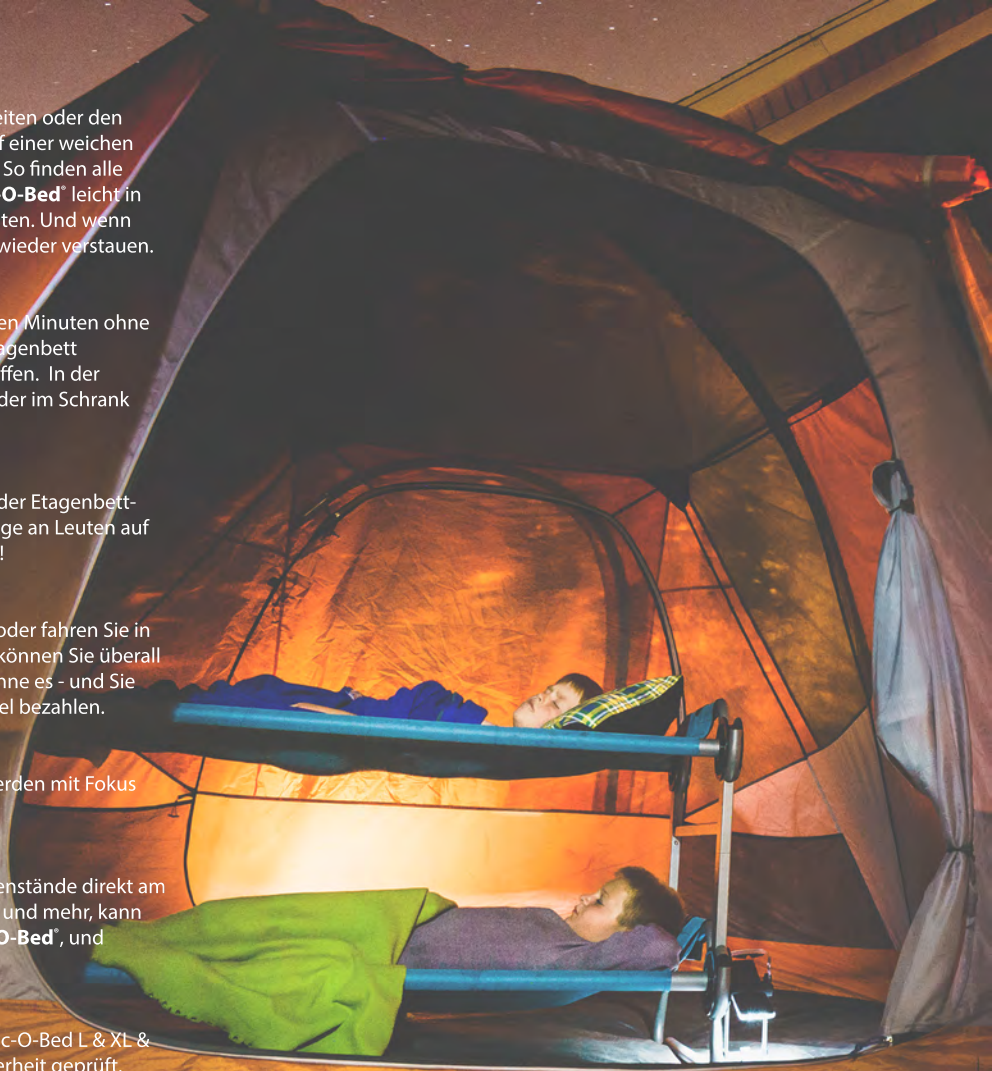 eiten oder den
f einer weichen
So finden alle
-O-Bed® leicht in
ten. Und wenn
wieder verstauen.
en Minuten ohne
agenbett
ffen. In der
der im Schrank
der Etagenbett-
ge an Leuten auf
!
oder fahren Sie in
können Sie überall
nne es - und Sie
el bezahlen.
erden mit Fokus
enstände direkt am
und mehr, kann
O-Bed®, und
c-O-Bed L & XL &
erheit geprüft.